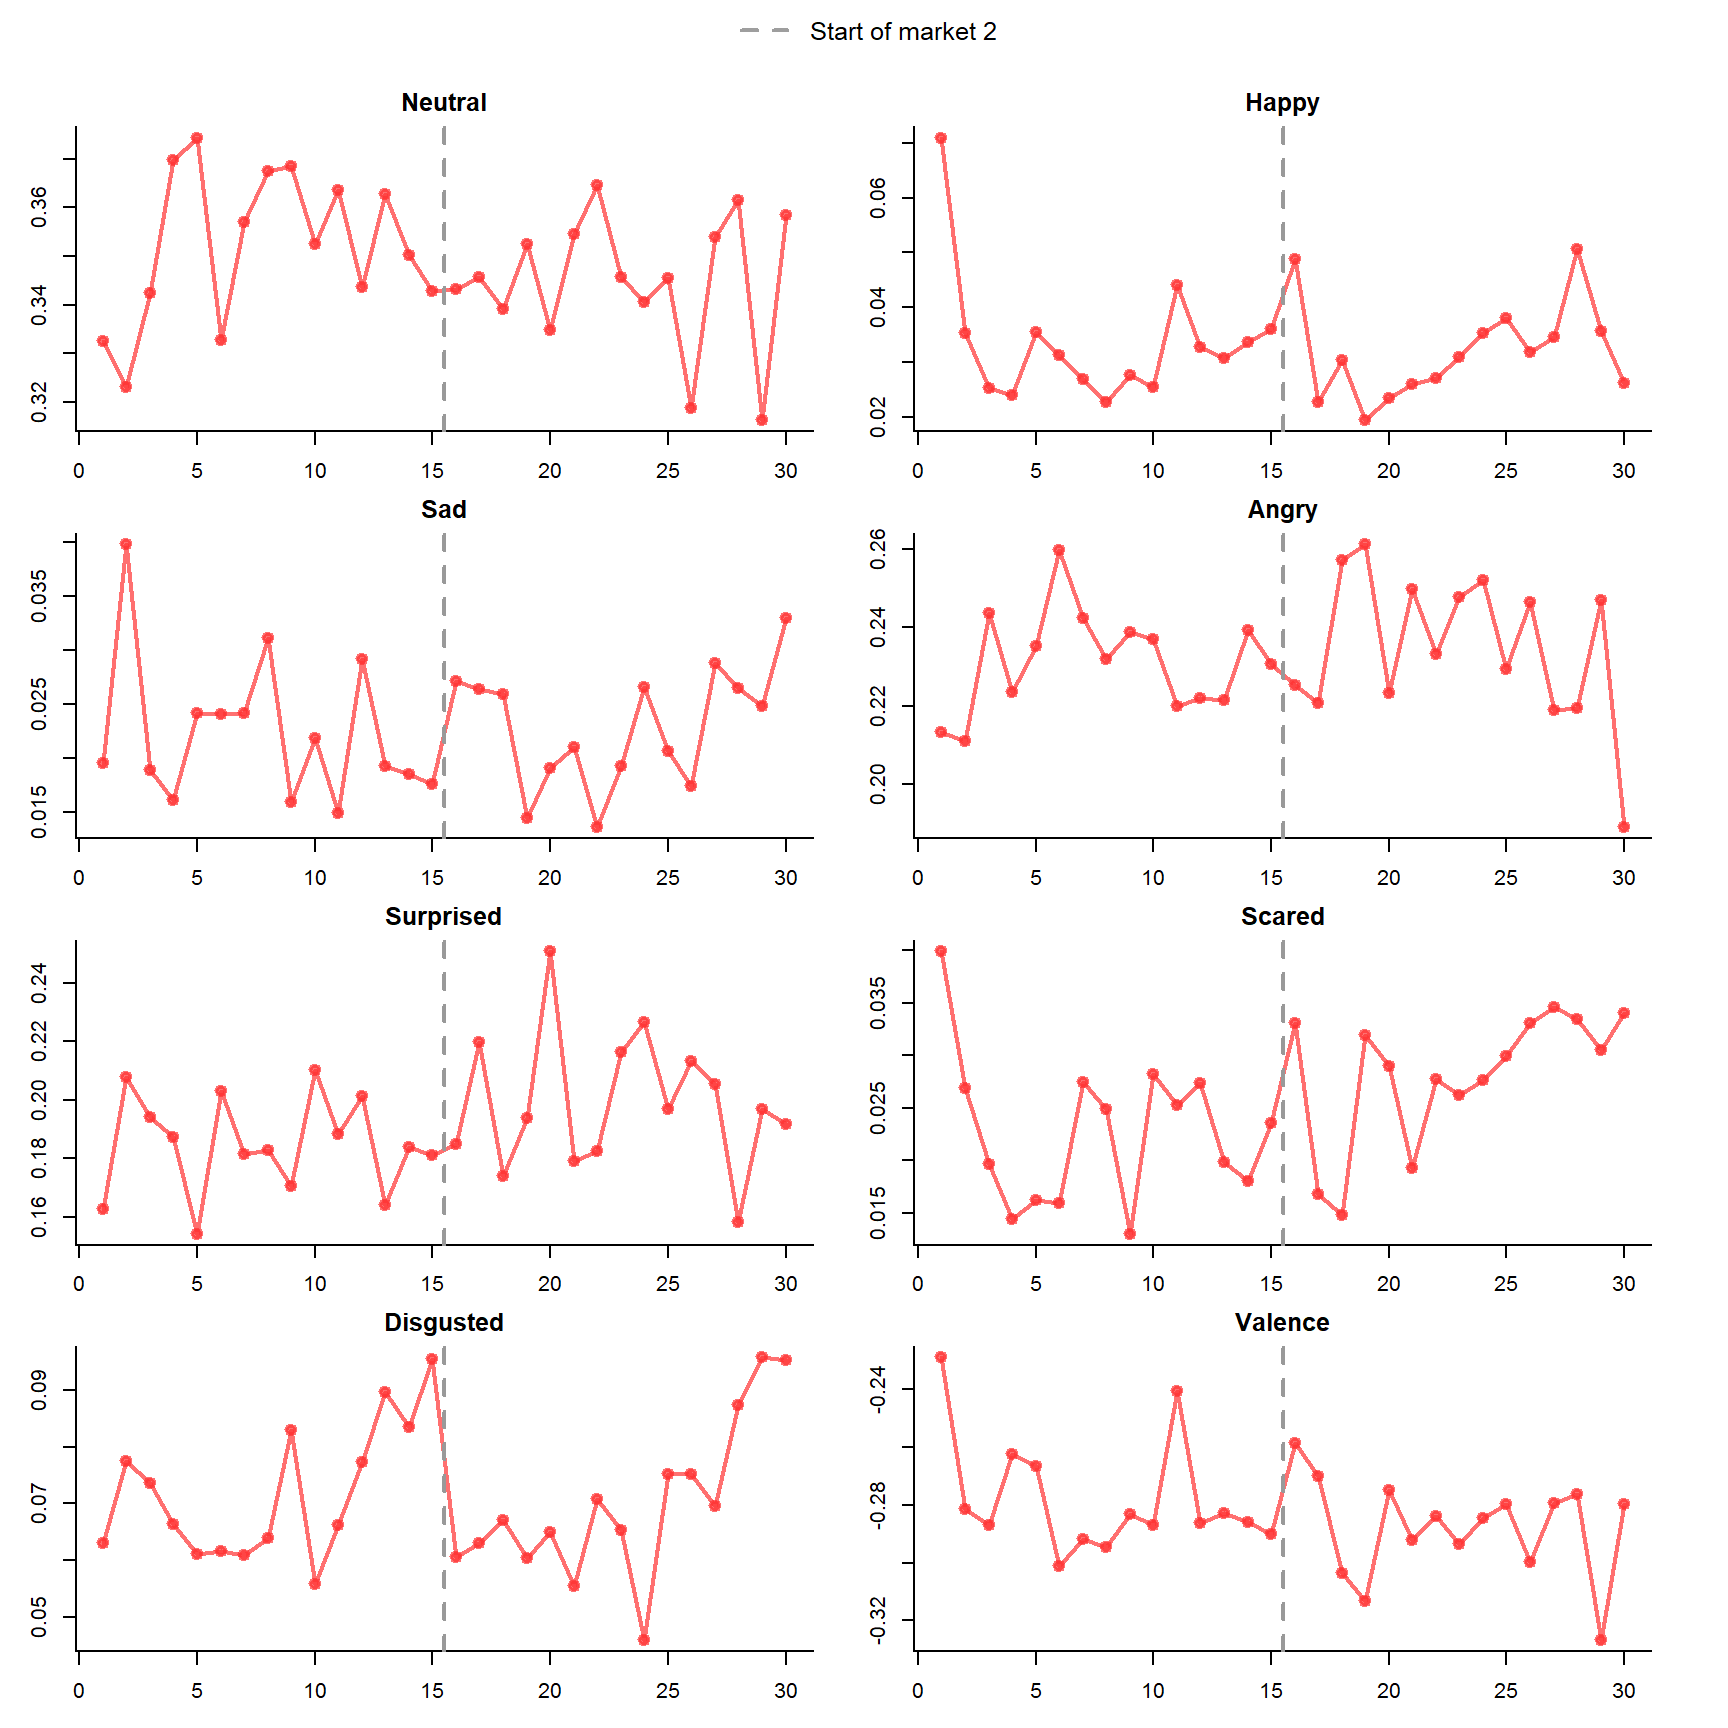 Start of market 2
Neutral
0.32 0.34 0.36
0 5 10 15 20 25 30
Happy
0.02 0.04 0.06
0 5 10 15 20 25 30
Sad
0.015 0.025 0.035
0 5 10 15 20 25 30
Angry
0.20 0.22 0.24 0.26
0 5 10 15 20 25 30
Surprised
0.16 0.18 0.20 0.22 0.24
0 5 10 15 20 25 30
Scared
0.015 0.025 0.035
0 5 10 15 20 25 30
Disgusted
0.05 0.07 0.09
0 5 10 15 20 25 30
Valence
-0.32 -0.28 -0.24
0 5 10 15 20 25 30